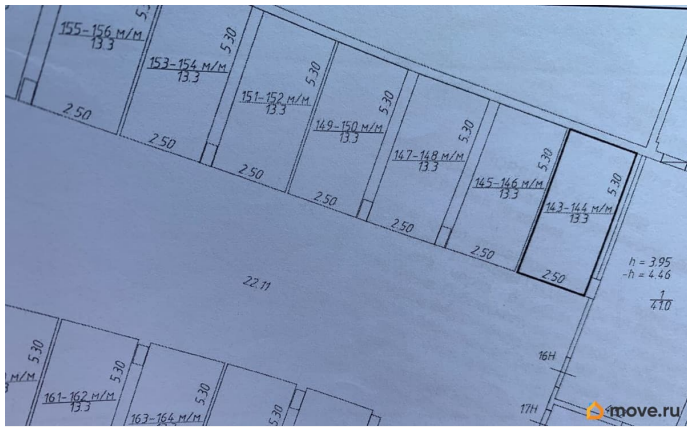 155-156 м/м
13.3
5.30
2.50
153-154 м/м
13.3
5.30
2.50
151-152 м/м
13.3
5.30
2.50
149-150 м/м
13.3
5.30
2.50
147-148 м/м
13.3
5.30
2.50
145-146 м/м
13.3
5.30
2.50
143-144 м/м
13.3
5.30
2.50
h = 3.95
-h = 4.46
1
41.0
22.11
16Н
17Н
м/м
5.30
161-162 м/м
13.3
5.30
163-164 м/м
5.30
5.30
move.ru